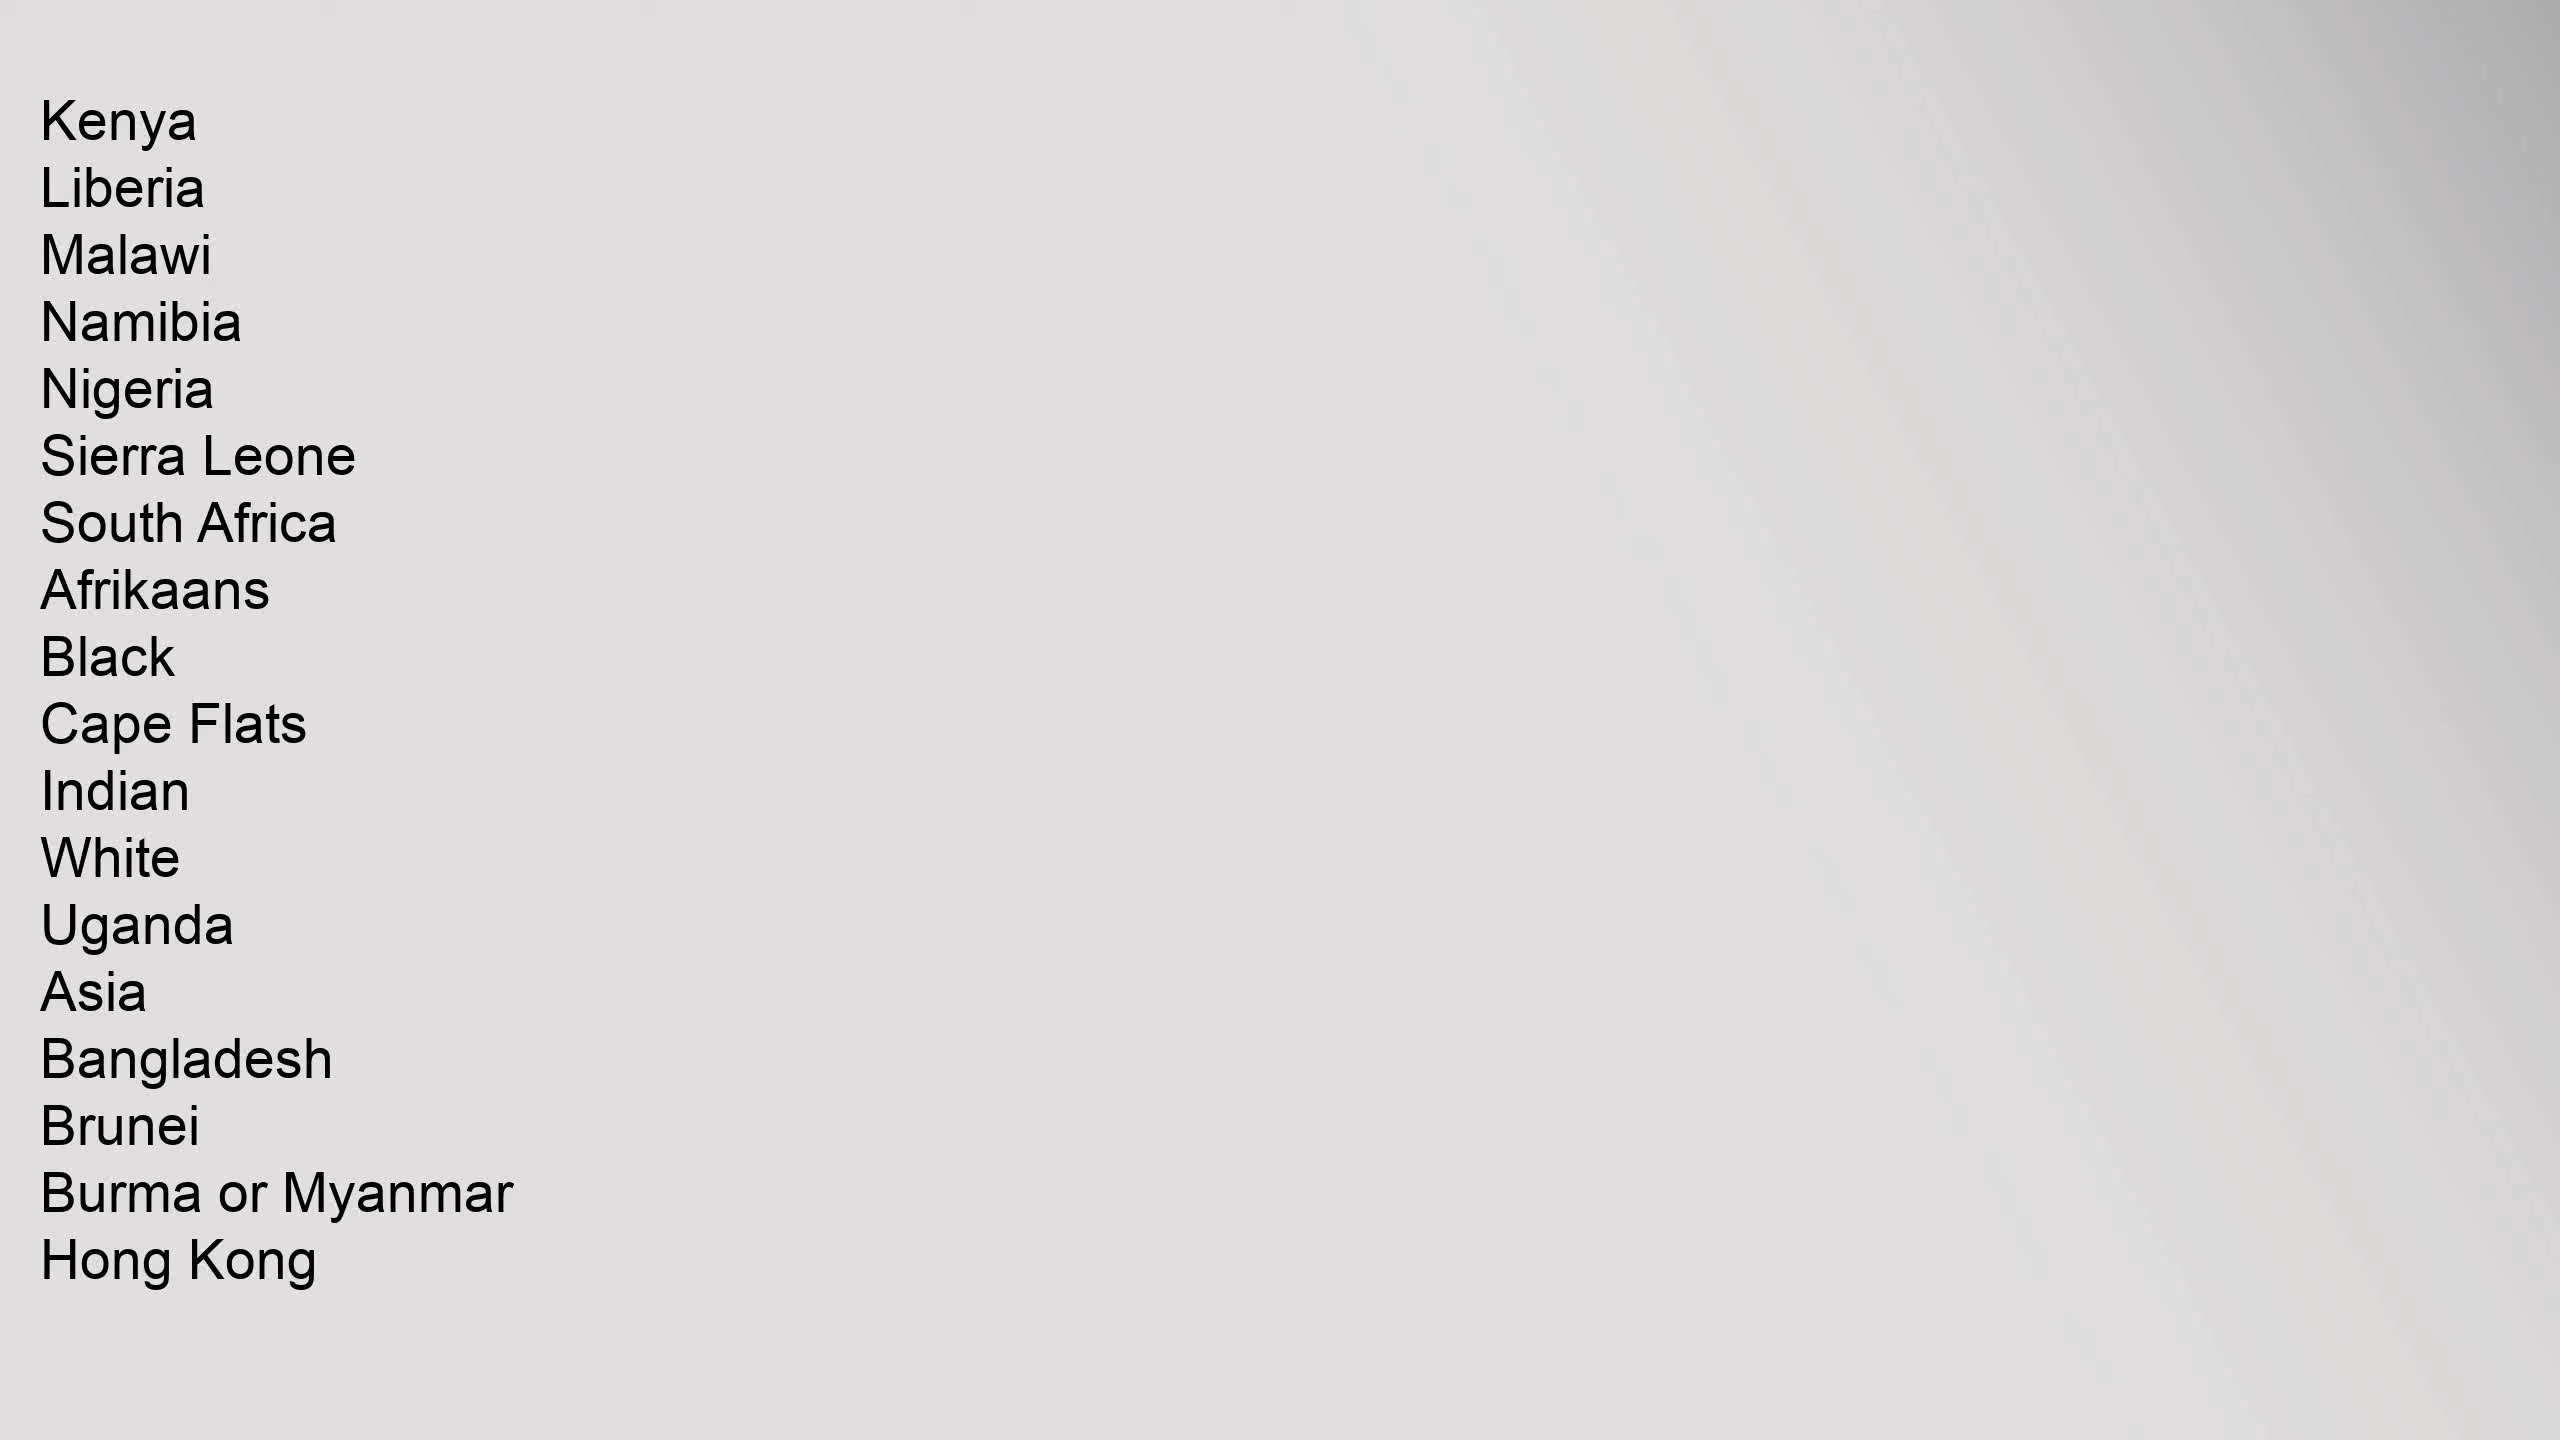 Kenya
Liberia
Malawi
Namibia
Nigeria
Sierra Leone
South Africa
Afrikaans
Black
Cape Flats
Indian
White
Uganda
Asia
Bangladesh
Brunei
Burma or Myanmar
Hong Kong